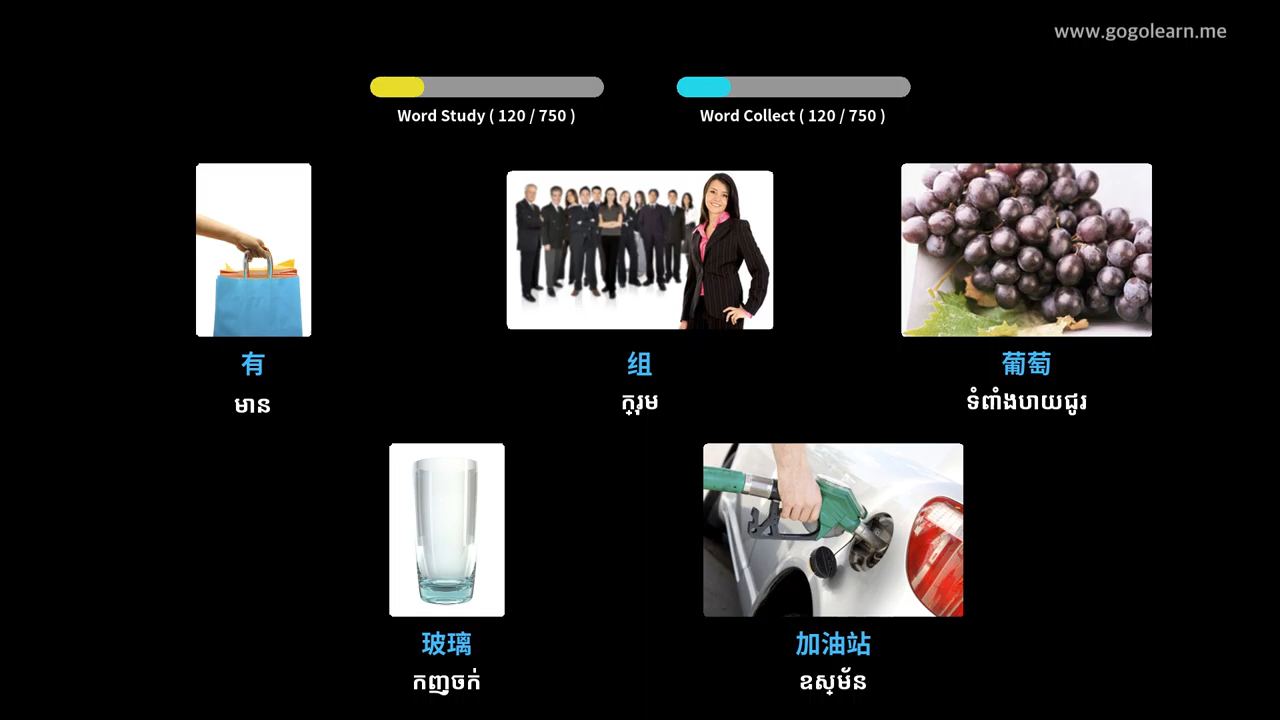 www.gogolearn.me
Word Study ( 120 / 750 )
Word Collect ( 120 / 750 )
有
មាន
组
ក្រុម
葡萄
ទំពាំងបាយជូរ
玻璃
កញ្ចក់
加油站
ឧស្ម័ន